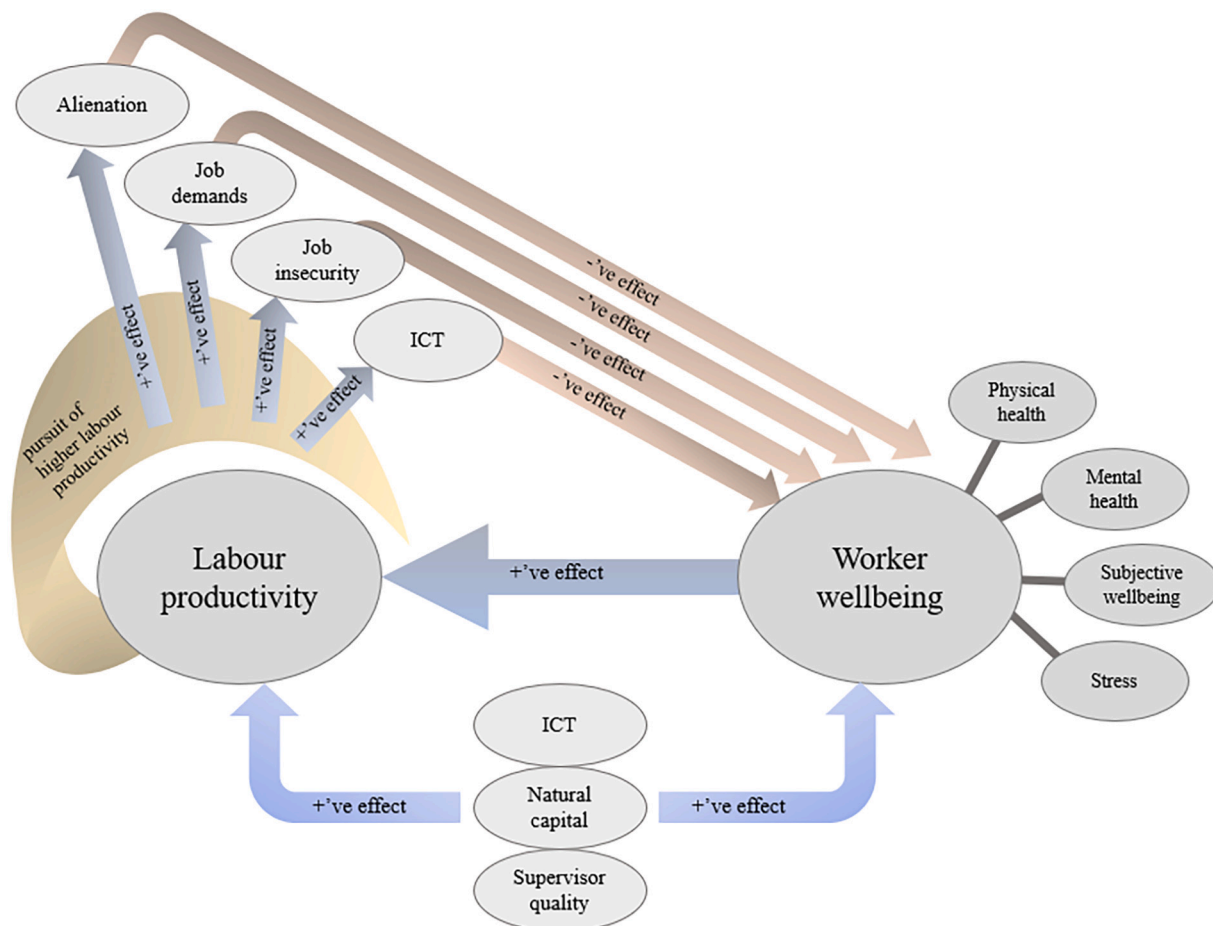 Alienation
Job
demands
Job
insecurity
ICT
+'ve effect
+'ve effect
+'ve effect
+'ve effect
-'ve effect
-'ve effect
-'ve effect
-'ve effect
pursuit of
higher labour
productivity
Labour
productivity
+'ve effect
Worker
wellbeing
Physical
health
Mental
health
Subjective
wellbeing
Stress
ICT
Natural
capital
Supervisor
quality
+'ve effect
+'ve effect